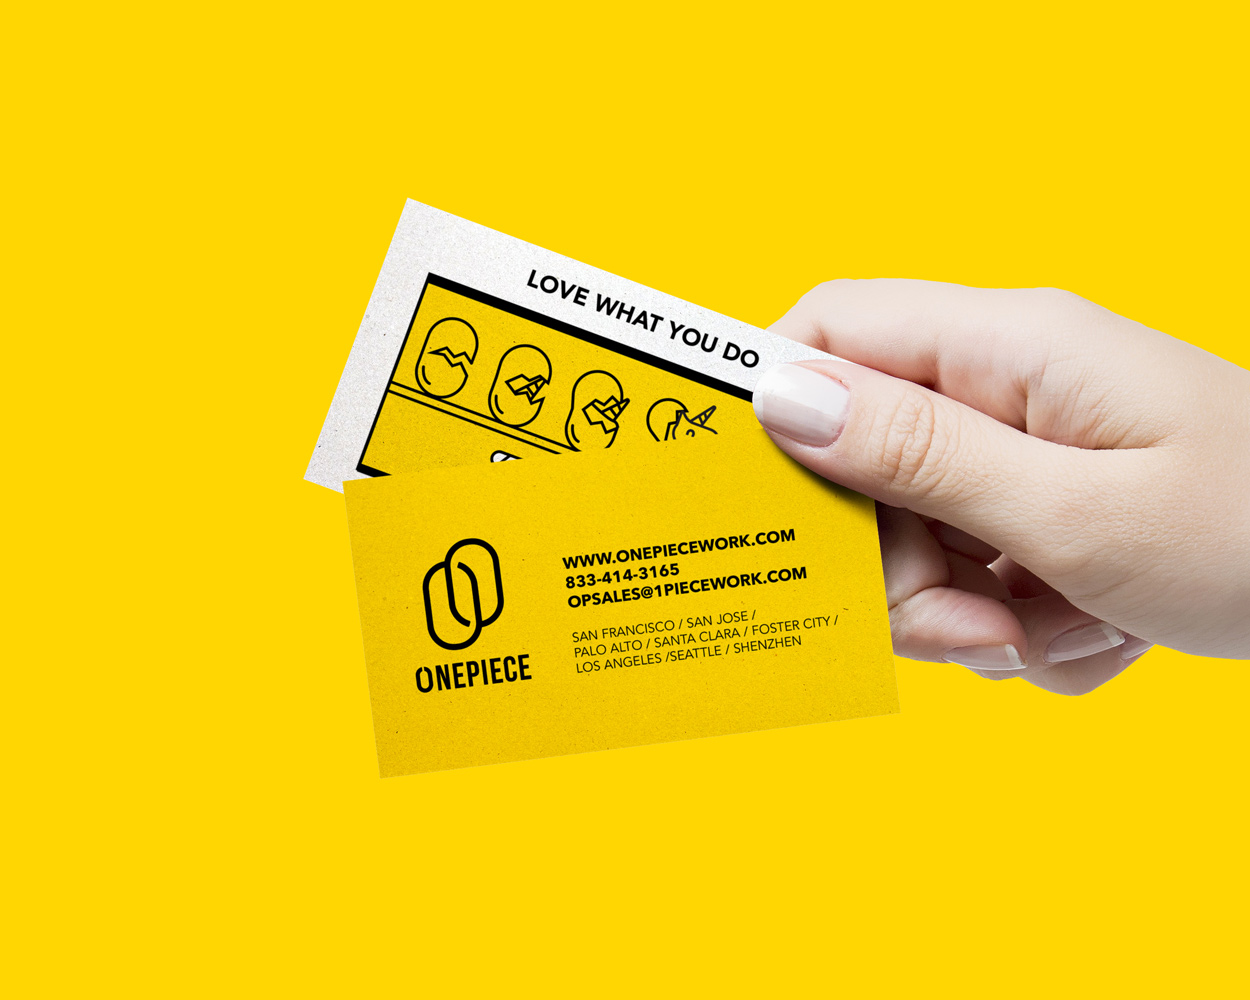 LOVE WHAT YOU DO
WWW.ONEPIECEWORK.COM
833-414-3165
OPSALES@1PIECEWORK.COM
SAN FRANCISCO / SAN JOSE /
PALO ALTO / SANTA CLARA / FOSTER CITY /
LOS ANGELES /SEATTLE / SHENZHEN
ONEPIECE